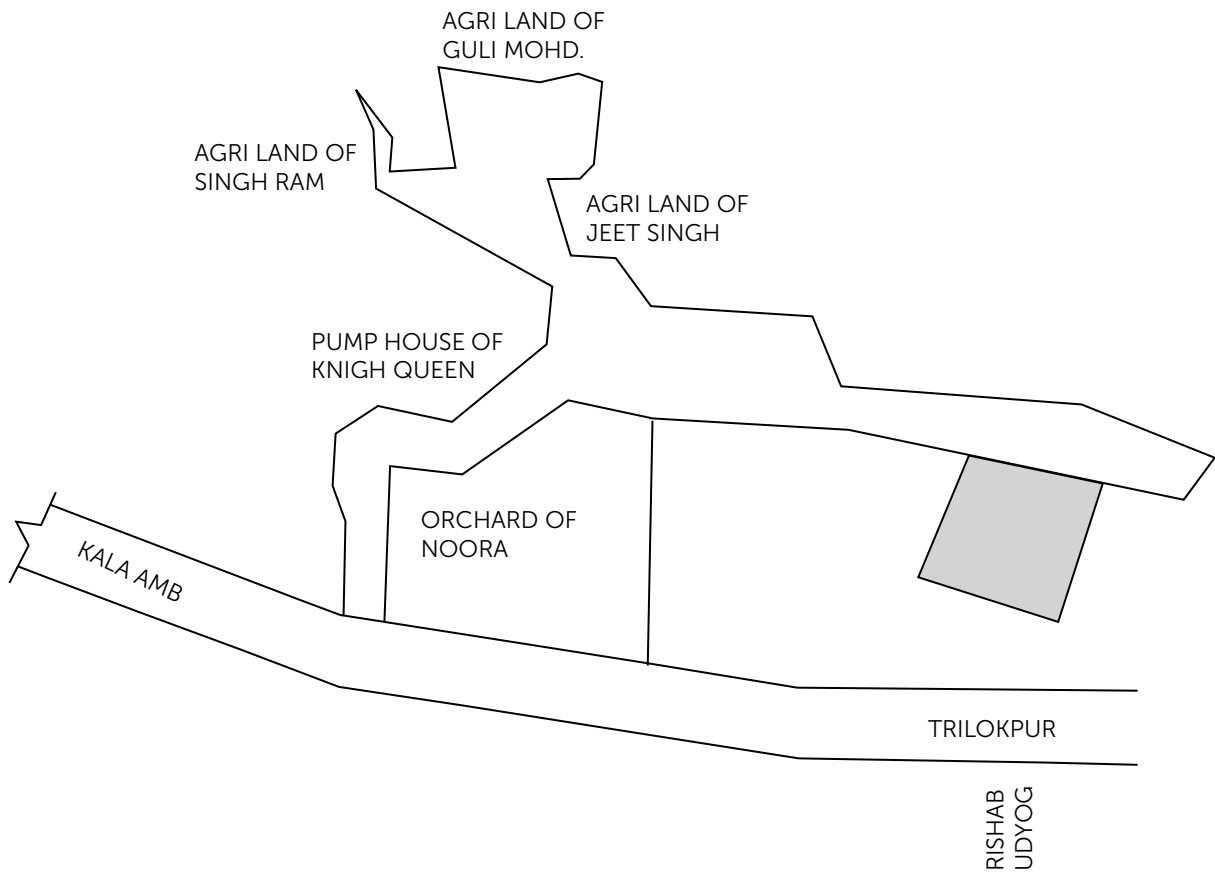 AGRI LAND OF
GULI MOHD.
AGRI LAND OF
SINGH RAM
AGRI LAND OF
JEET SINGH
PUMP HOUSE OF
KNIGH QUEEN
ORCHARD OF
NOORA
KALA AMB
TRILOKPUR
RISHAB
UDYOG